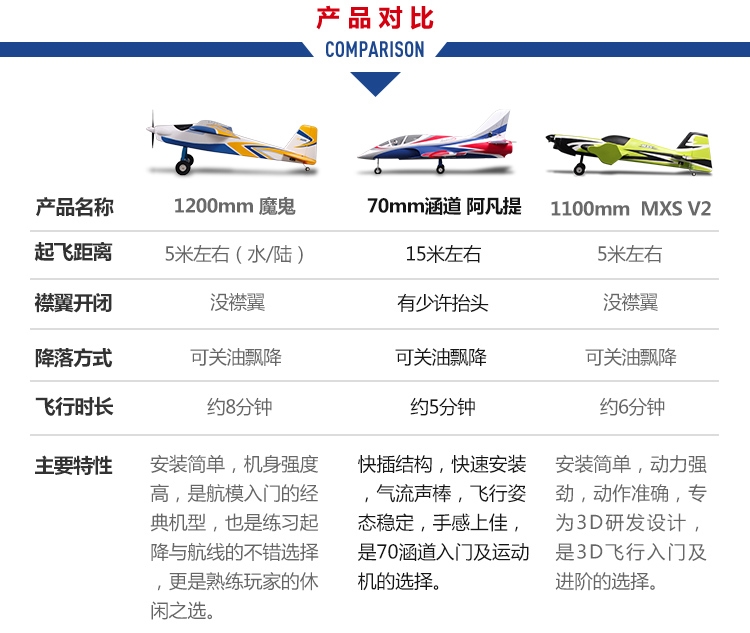 产品对比
COMPARISON
产品名称 1200mm 魔鬼 70mm涵道 阿凡提 1100mm MXS V2
起飞距离 5米左右（水/陆） 15米左右 5米左右
襟翼开闭 没襟翼 有少许抬头 没襟翼
降落方式 可关油飘降 可关油飘降 可关油飘降
飞行时长 约8分钟 约5分钟 约6分钟
主要特性
安装简单，机身强度
高，是航模入门的经
典机型，也是练习起
降与航线的不错选择
，更是熟练玩家的休
闲之选。
快插结构，快速安装
，气流声棒，飞行姿
态稳定，手感上佳，
是70涵道入门及运动
机的选择。
安装简单，动力强
劲，动作准确，专
为3D研发设计，
是3D飞行入门及
进阶的选择。